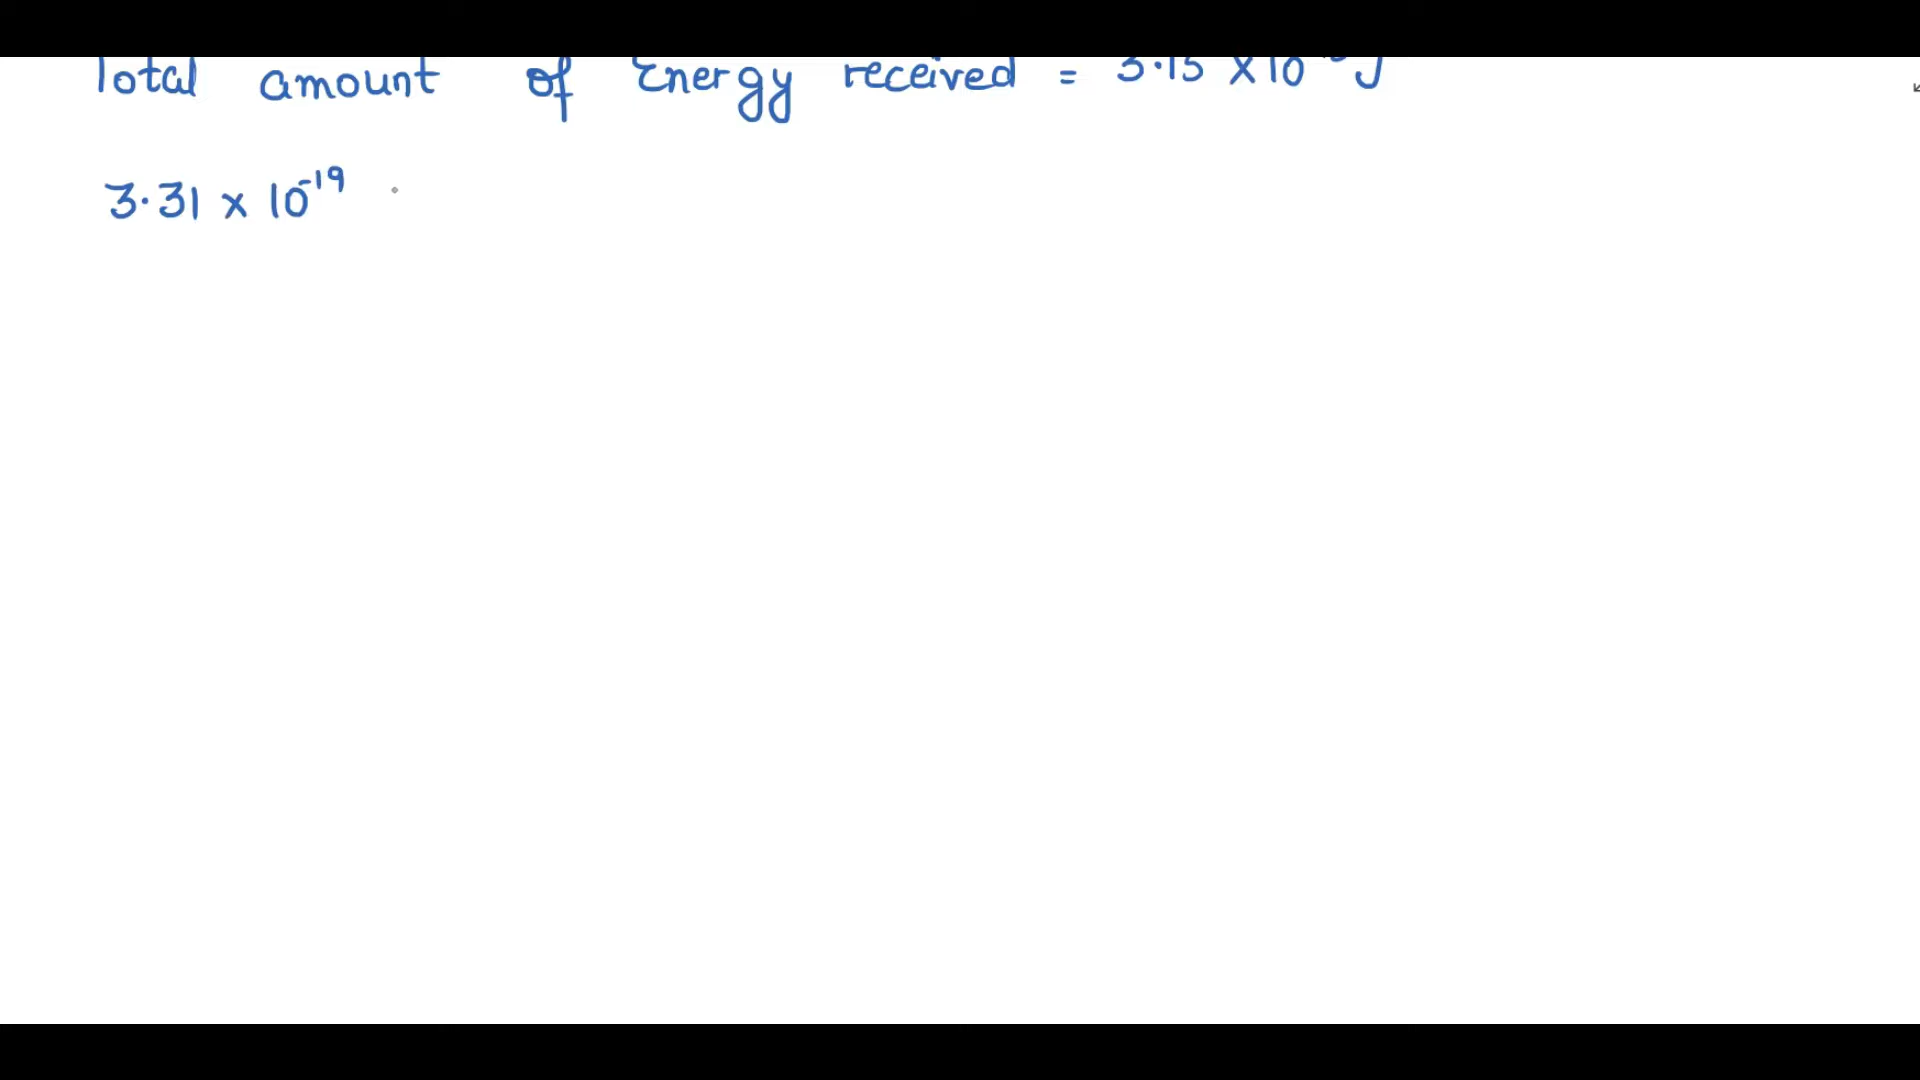 Total amount of Energy received = 3.15 x 10 J
3.31 x 10⁻¹⁹